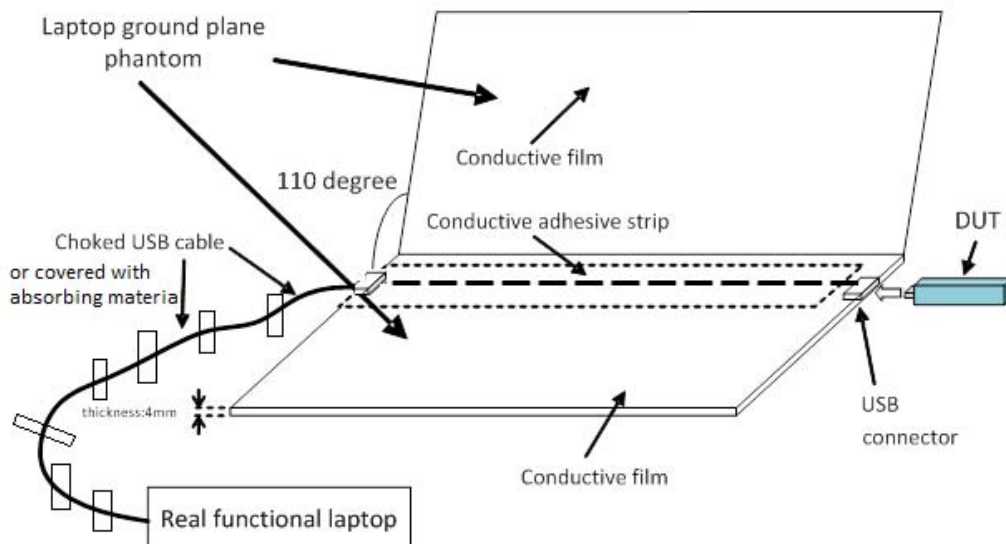 Laptop ground plane
phantom
Conductive film
110 degree
Conductive adhesive strip
DUT
Choked USB cable
or covered with
absorbing materia
thickness:4mm
USB
connector
Conductive film
Real functional laptop